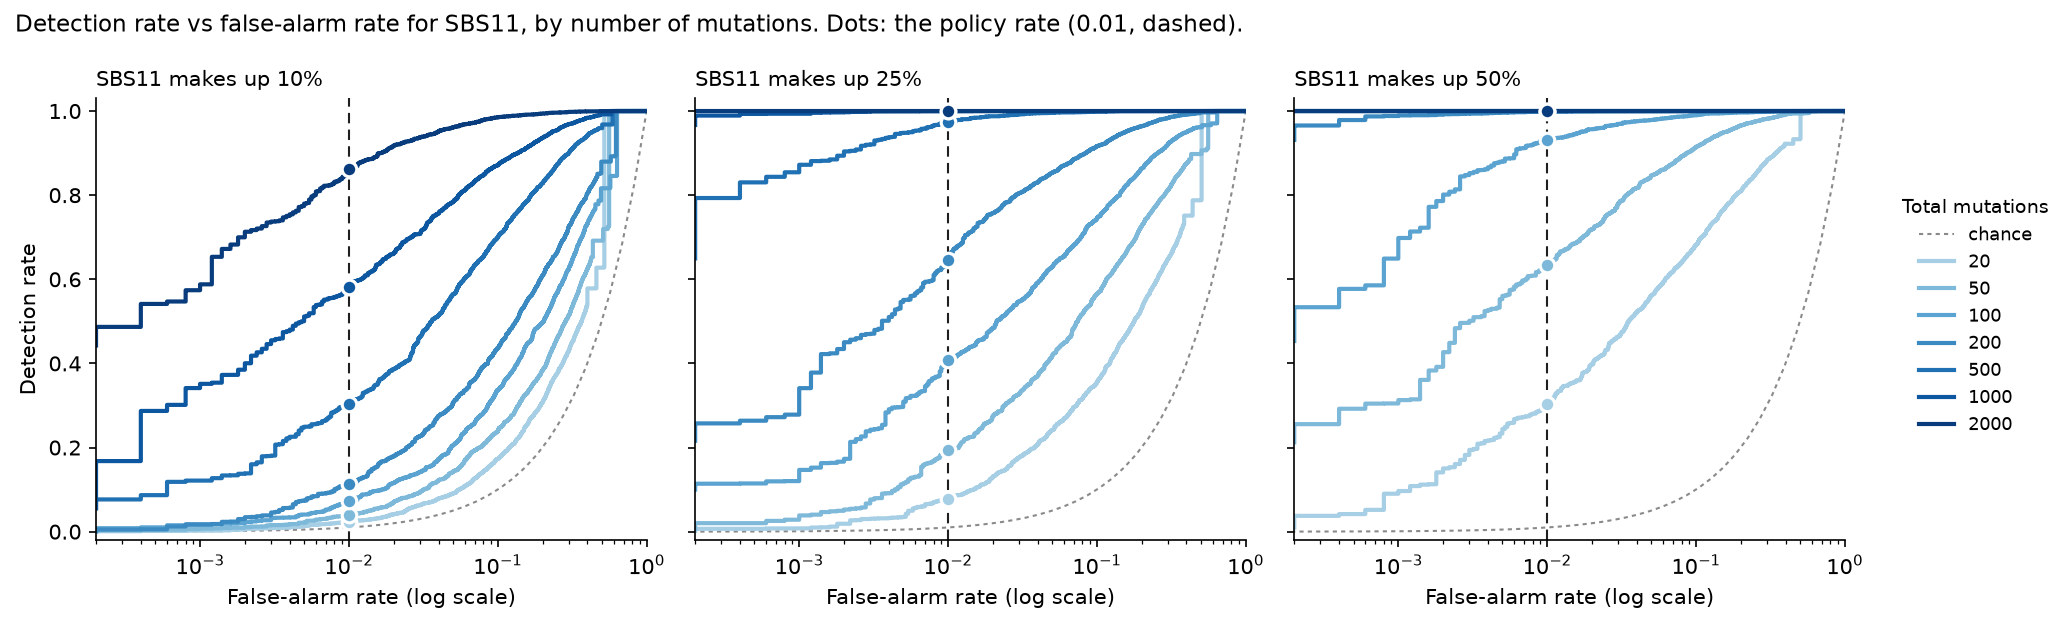 Detection rate vs false-alarm rate for SBS11, by number of mutations. Dots: the policy rate (0.01, dashed).
SBS11 makes up 10%
SBS11 makes up 25%
SBS11 makes up 50%
Detection rate
1.0
0.8
0.6
0.4
0.2
0.0
10⁻³ 10⁻² 10⁻¹ 10⁰
10⁻³ 10⁻² 10⁻¹ 10⁰
10⁻³ 10⁻² 10⁻¹ 10⁰
False-alarm rate (log scale)
False-alarm rate (log scale)
False-alarm rate (log scale)
Total mutations
chance
20
50
100
200
500
1000
2000